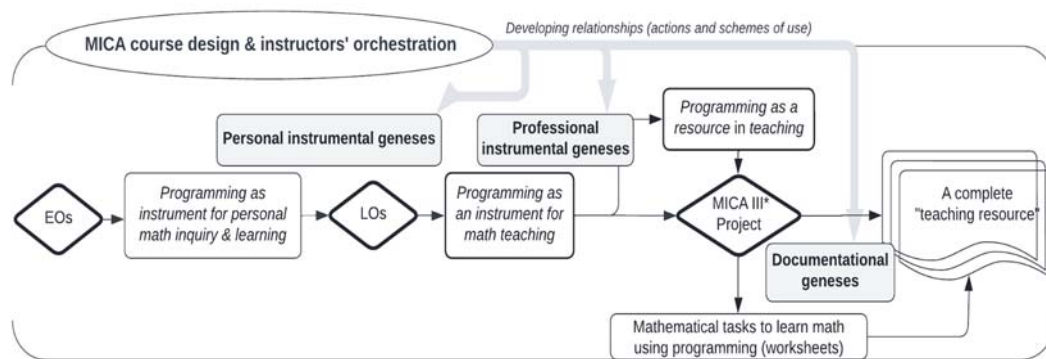 Developing relationships (actions and schemes of use)
MICA course design & instructors' orchestration
Personal instrumental geneses
Professional
instrumental geneses
Programming as a
resource in teaching
EOs
Programming as
instrument for personal
math inquiry & learning
LOs
Programming as
an instrument for
math teaching
MICA III*
Project
A complete
"teaching resource"
Documentational
geneses
Mathematical tasks to learn math
using programming (worksheets)